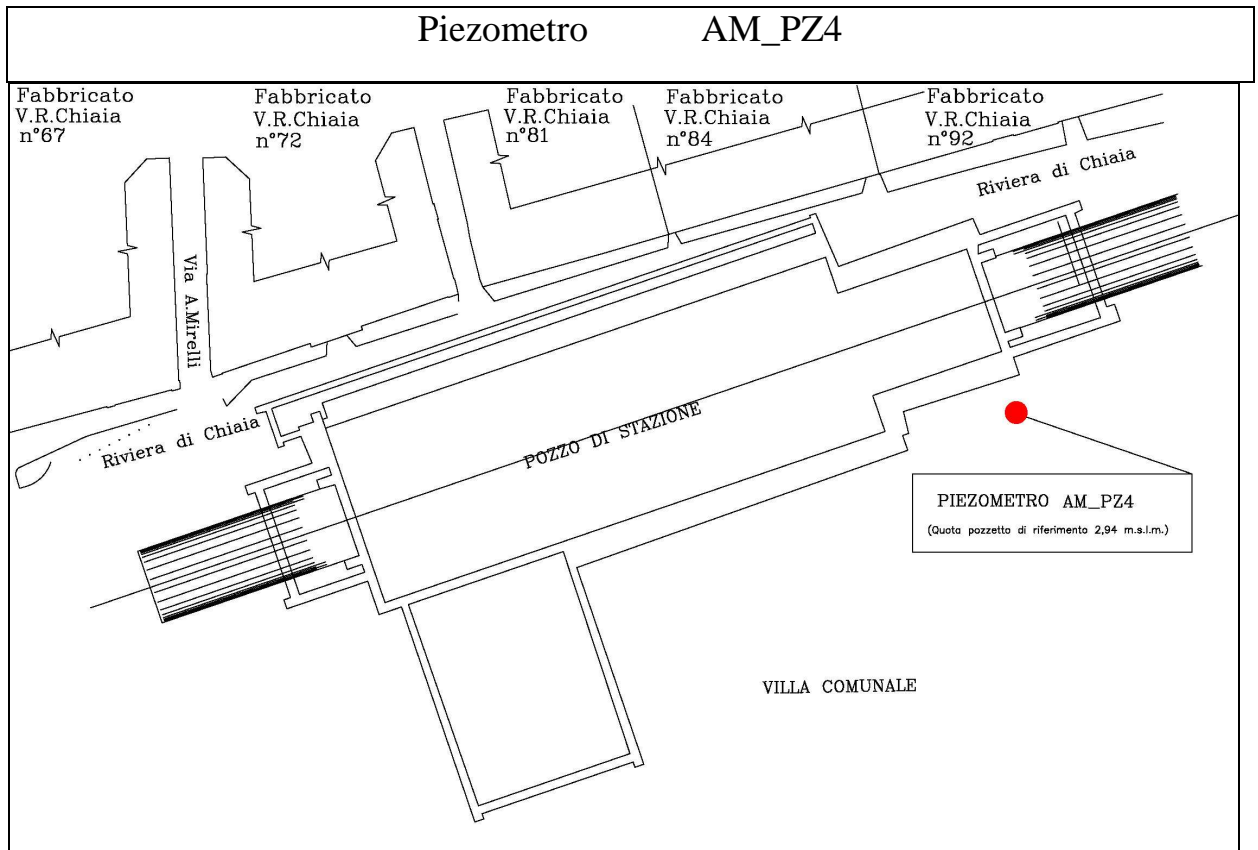 Piezometro AM_PZ4
Fabbricato
V.R.Chiaia
n°67
Fabbricato
V.R.Chiaia
n°72
Fabbricato
V.R.Chiaia
n°81
Fabbricato
V.R.Chiaia
n°84
Fabbricato
V.R.Chiaia
n°92
Riviera di Chiaia
Via A.Mirelli
Riviera di Chiaia
POZZO DI STAZIONE
PIEZOMETRO AM_PZ4
(Quota pozzetto di riferimento 2,94 m.s.l.m.)
VILLA COMUNALE